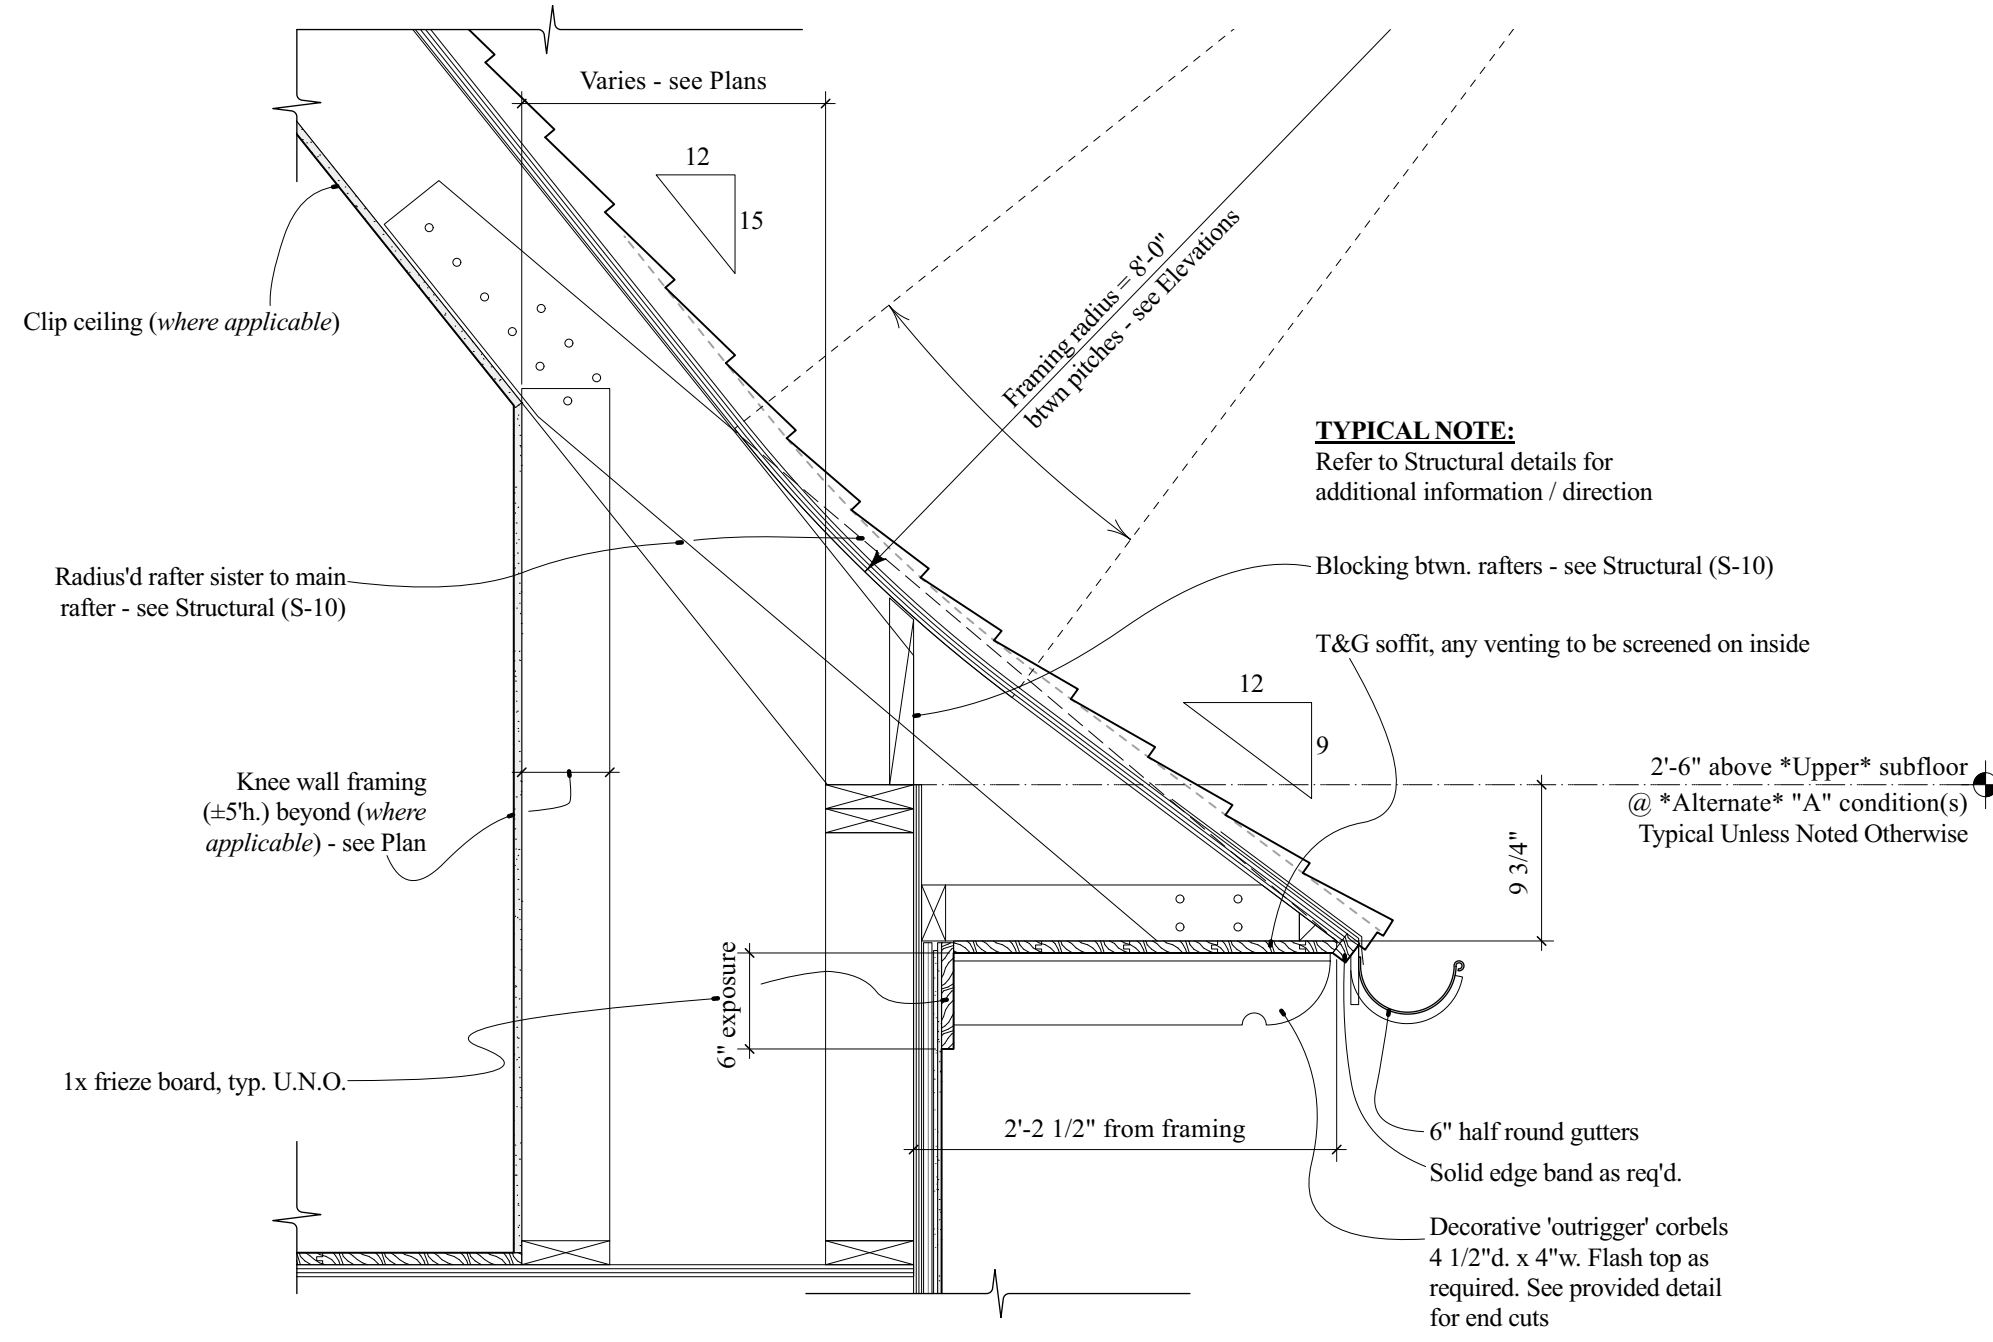 Varies - see Plans
12
15
Framing radius = 8'-0"
btwn pitches - see Elevations
Clip ceiling (where applicable)
TYPICAL NOTE:
Refer to Structural details for
additional information / direction
Radius'd rafter sister to main
rafter - see Structural (S-10)
Blocking btwn. rafters - see Structural (S-10)
T&G soffit, any venting to be screened on inside
12
9
Knee wall framing
(±5'h.) beyond (where
applicable) - see Plan
2'-6" above *Upper* subfloor
@ *Alternate* "A" condition(s)
Typical Unless Noted Otherwise
9 3/4"
6" exposure
1x frieze board, typ. U.N.O.
2'-2 1/2" from framing
6" half round gutters
Solid edge band as req'd.
Decorative 'outrigger' corbels
4 1/2"d. x 4"w. Flash top as
required. See provided detail
for end cuts